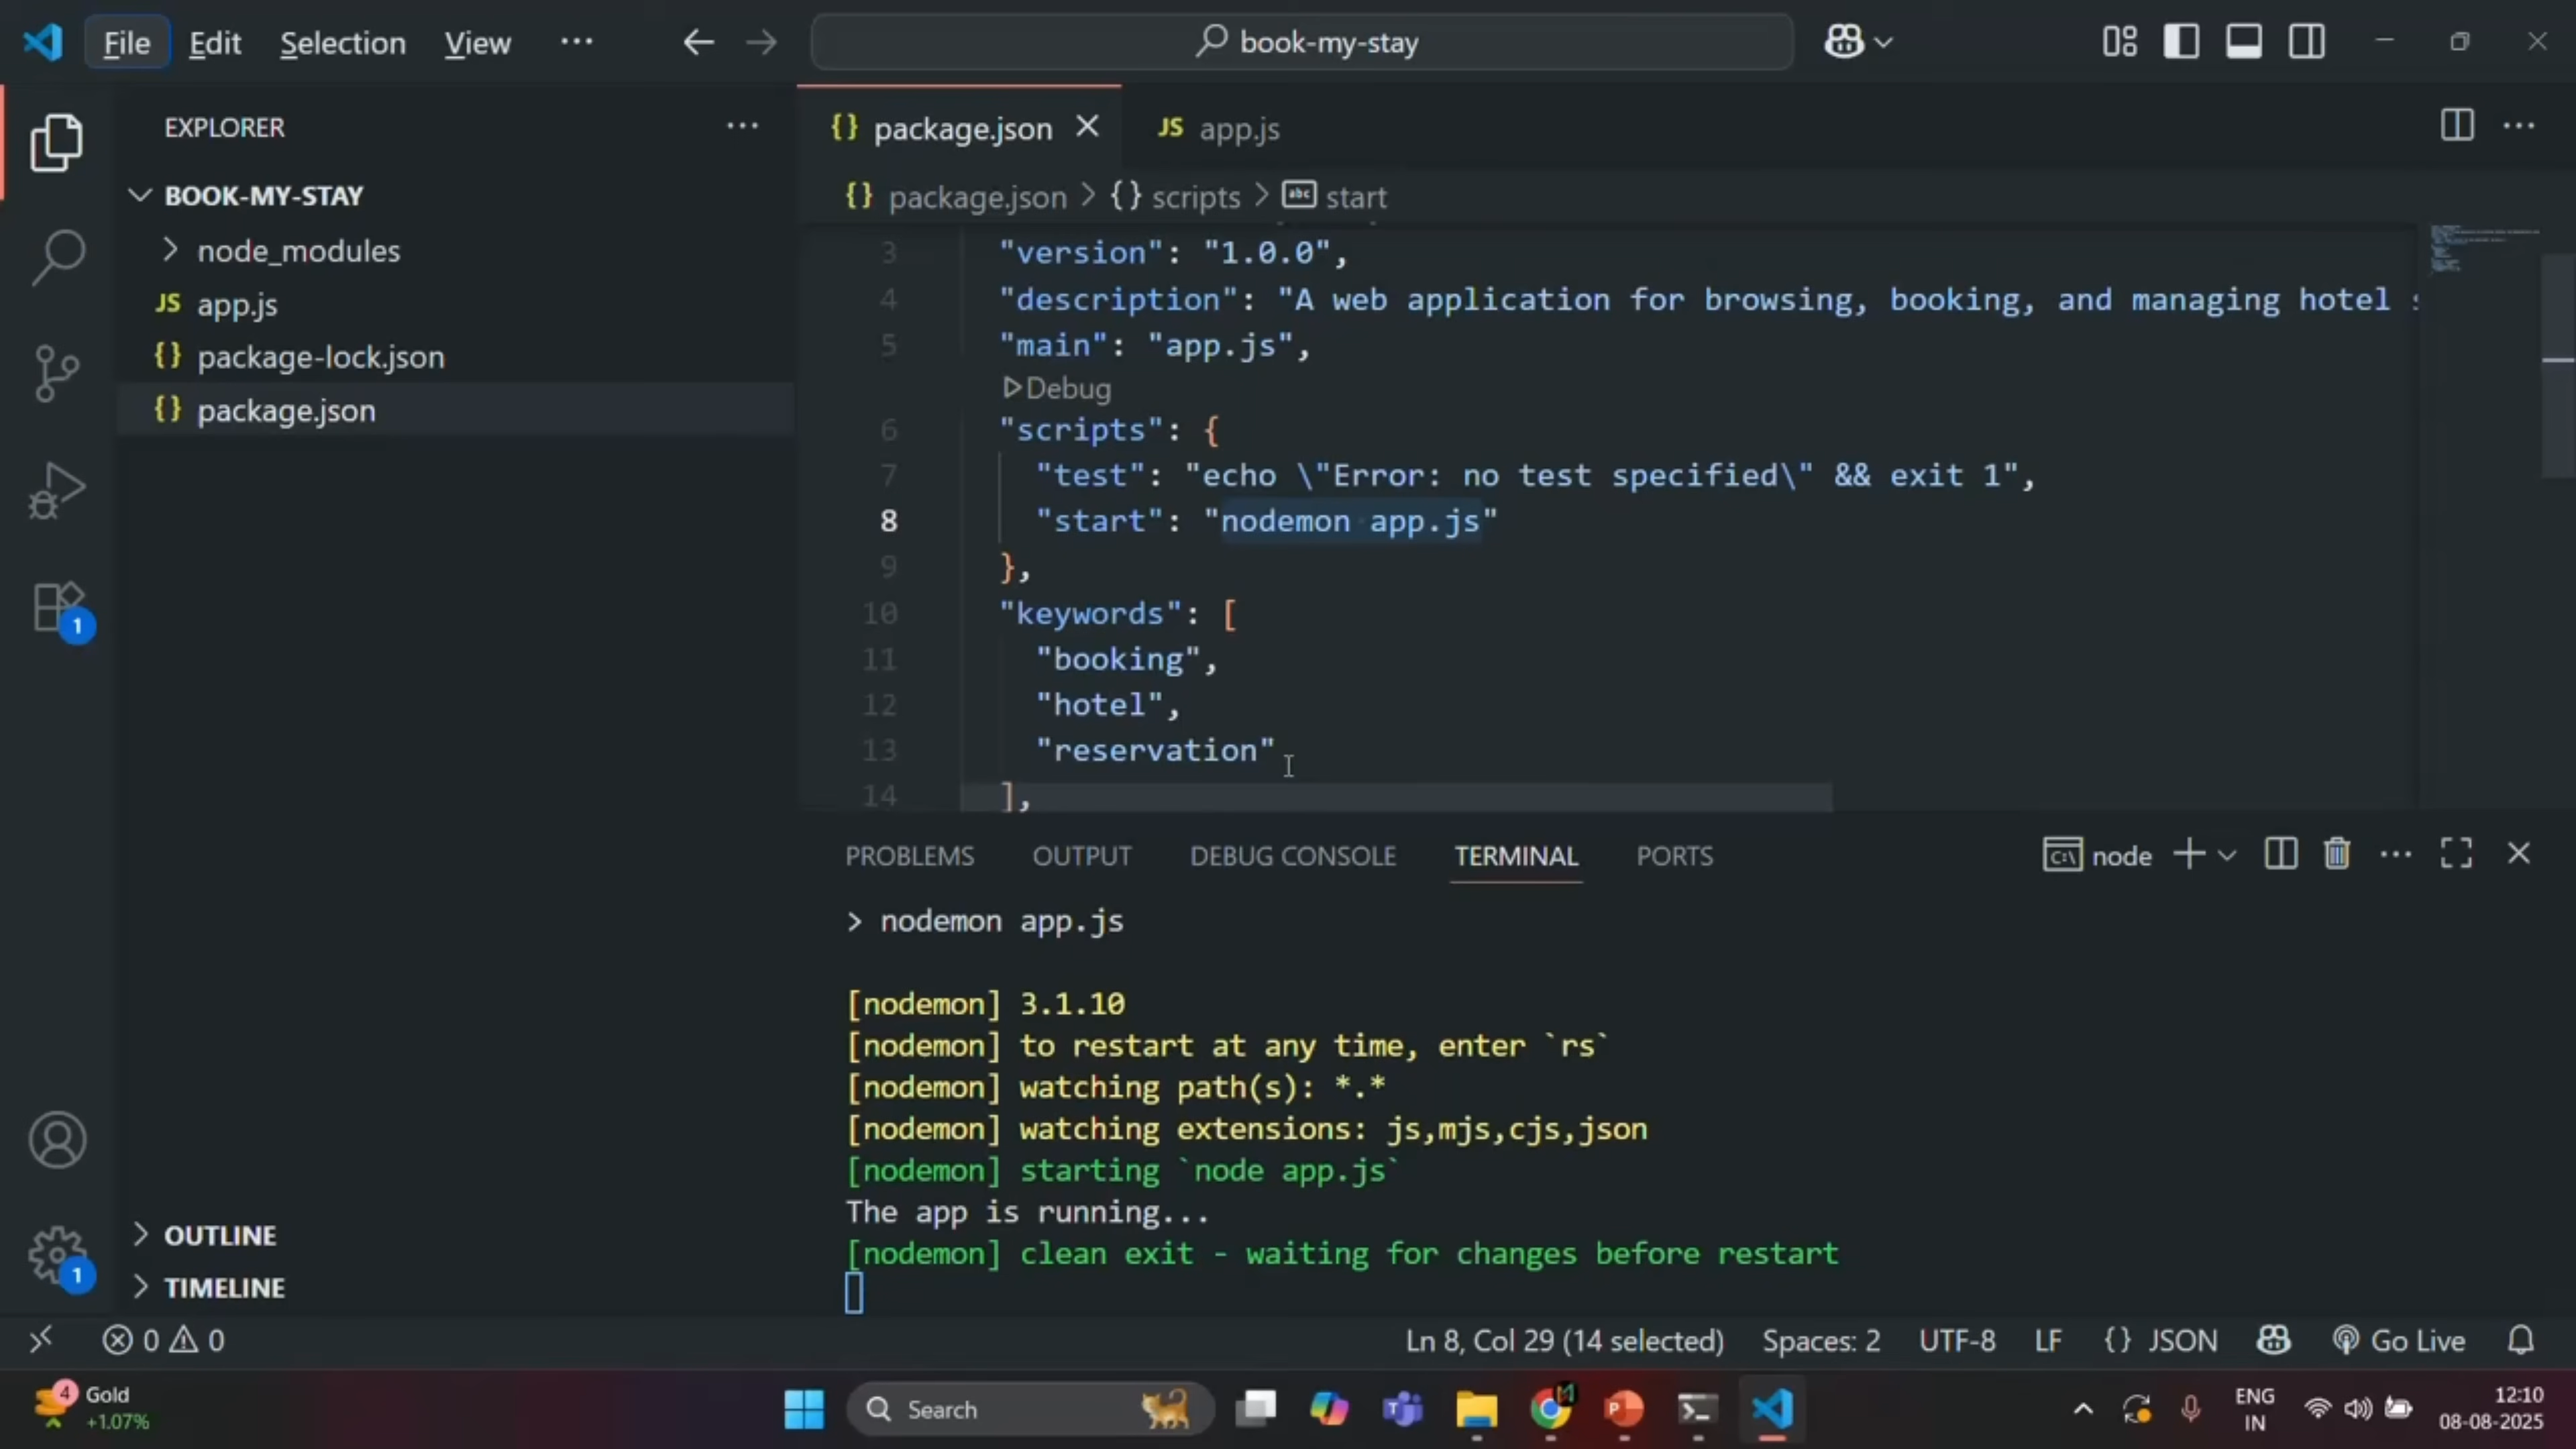 File Edit Selection View ··· book-my-stay
EXPLORER ···
BOOK-MY-STAY
node_modules
JS app.js
{} package-lock.json
{} package.json
OUTLINE
TIMELINE
{} package.json JS app.js
{} package.json > {} scripts > abc start
3 "version": "1.0.0",
4 "description": "A web application for browsing, booking, and managing hotel
5 "main": "app.js",
Debug
6 "scripts": {
7 "test": "echo \"Error: no test specified\" && exit 1",
8 "start": "nodemon app.js"
9 },
10 "keywords": [
11 "booking",
12 "hotel",
13 "reservation"
14 ],
PROBLEMS OUTPUT DEBUG CONSOLE TERMINAL PORTS node
> nodemon app.js
[nodemon] 3.1.10
[nodemon] to restart at any time, enter `rs`
[nodemon] watching path(s): *.*
[nodemon] watching extensions: js,mjs,cjs,json
[nodemon] starting `node app.js`
The app is running...
[nodemon] clean exit - waiting for changes before restart
1
1
0 0 Ln 8, Col 29 (14 selected) Spaces: 2 UTF-8 LF {} JSON Go Live
4 Gold
+1.07%
Search
ENG
IN
12:10
08-08-2025